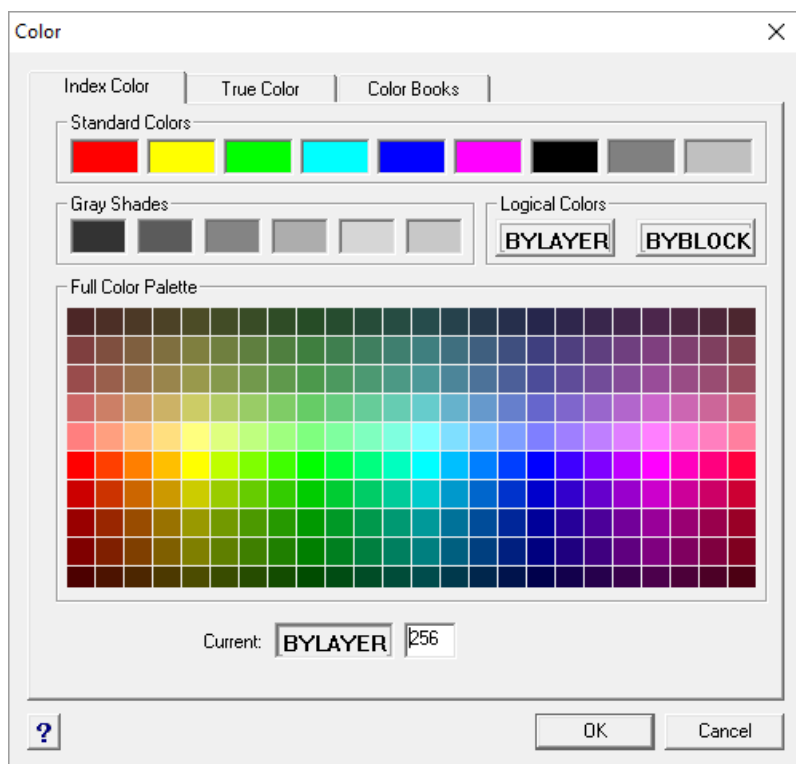 Color
Index Color True Color Color Books
Standard Colors
Gray Shades Logical Colors
BYLAYER BYBLOCK
Full Color Palette
Current: BYLAYER 256
? OK Cancel